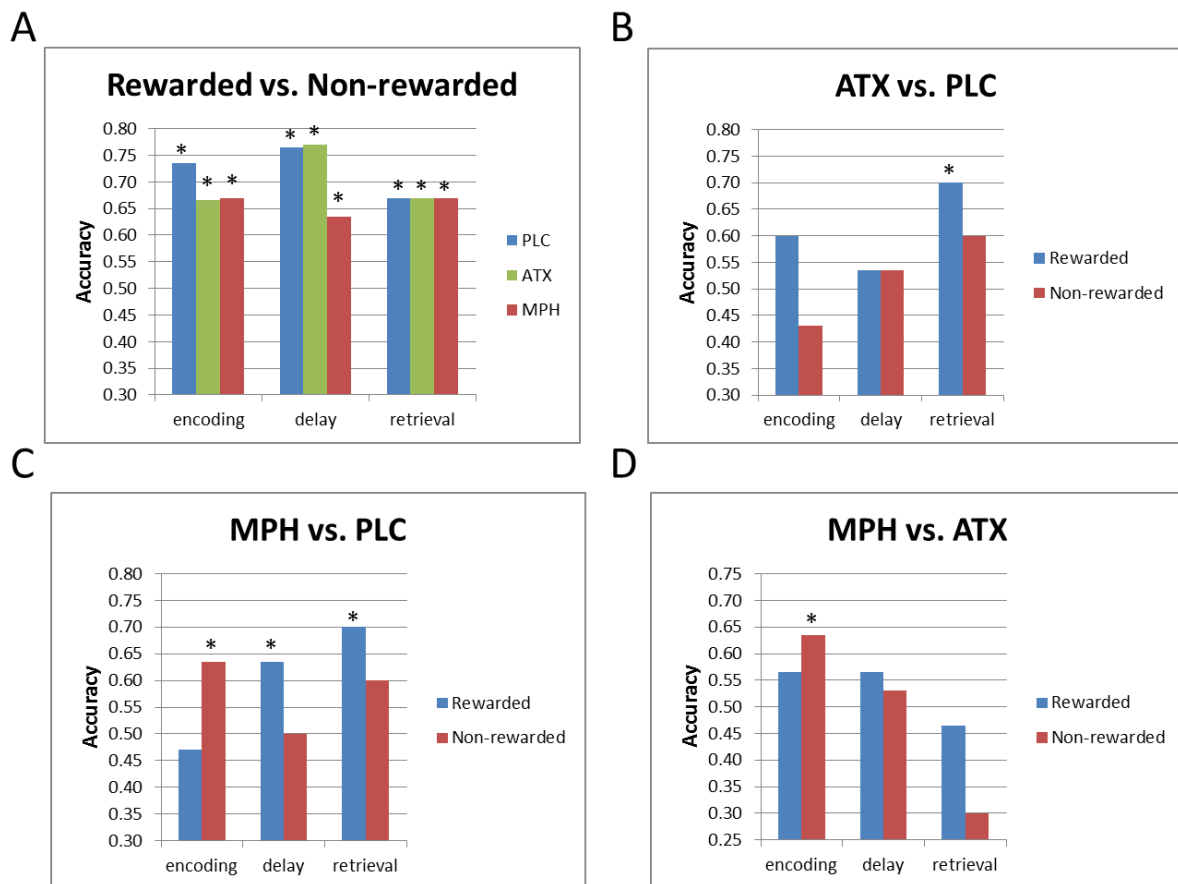 A
Rewarded vs. Non-rewarded
0.80
0.75
0.70
0.65
0.60
0.55
0.50
0.45
0.40
0.35
0.30
Accuracy
* * * * * * * * *
encoding delay retrieval
PLC
ATX
MPH
B
ATX vs. PLC
0.80
0.75
0.70
0.65
0.60
0.55
0.50
0.45
0.40
0.35
0.30
Accuracy
*
encoding delay retrieval
Rewarded
Non-rewarded
C
MPH vs. PLC
0.80
0.75
0.70
0.65
0.60
0.55
0.50
0.45
0.40
0.35
0.30
Accuracy
* * *
encoding delay retrieval
Rewarded
Non-rewarded
D
MPH vs. ATX
0.75
0.70
0.65
0.60
0.55
0.50
0.45
0.40
0.35
0.30
0.25
Accuracy
*
encoding delay retrieval
Rewarded
Non-rewarded